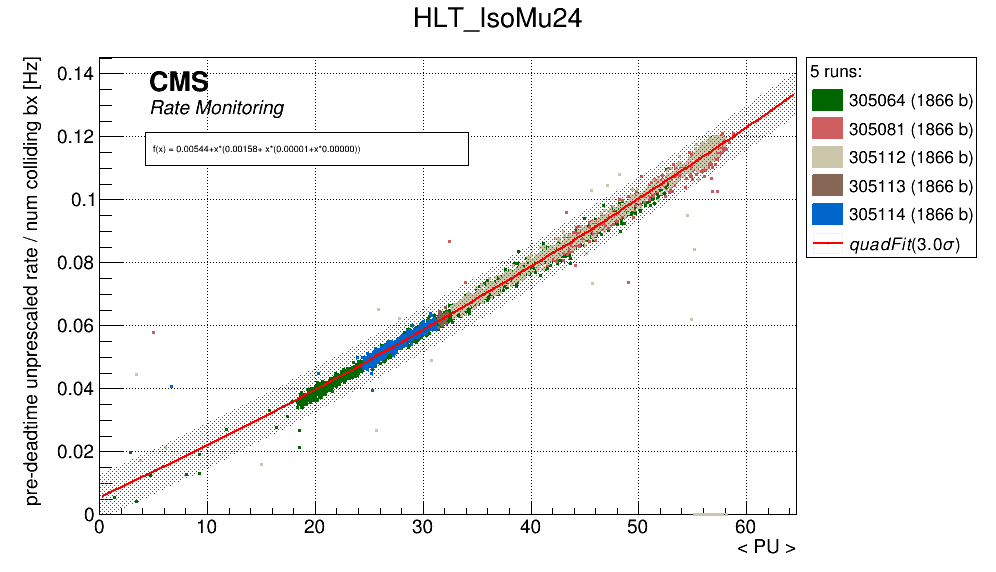 HLT_IsoMu24
pre-deadtime unprescaled rate / num colliding bx [Hz]
0.14
0.12
0.1
0.08
0.06
0.04
0.02
0
CMS
Rate Monitoring
f(x) = 0.00544+x*(0.00158+ x*(0.00001+x*0.00000))
0 10 20 30 40 50 60
< PU >
5 runs:
305064 (1866 b)
305081 (1866 b)
305112 (1866 b)
305113 (1866 b)
305114 (1866 b)
quadFit(3.0σ)